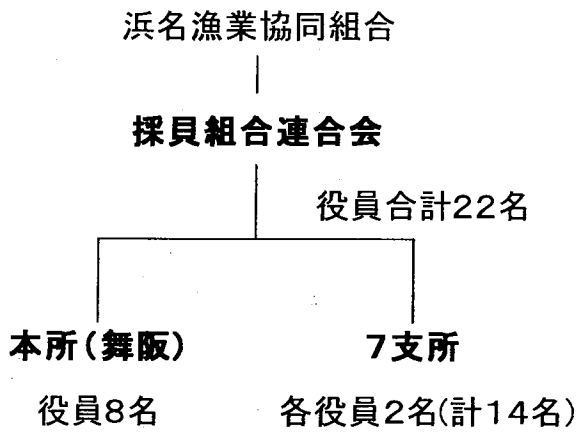 浜名漁業協同組合
採貝組合連合会
役員合計22名
本所(舞阪)
7支所
役員8名
各役員2名(計14名)